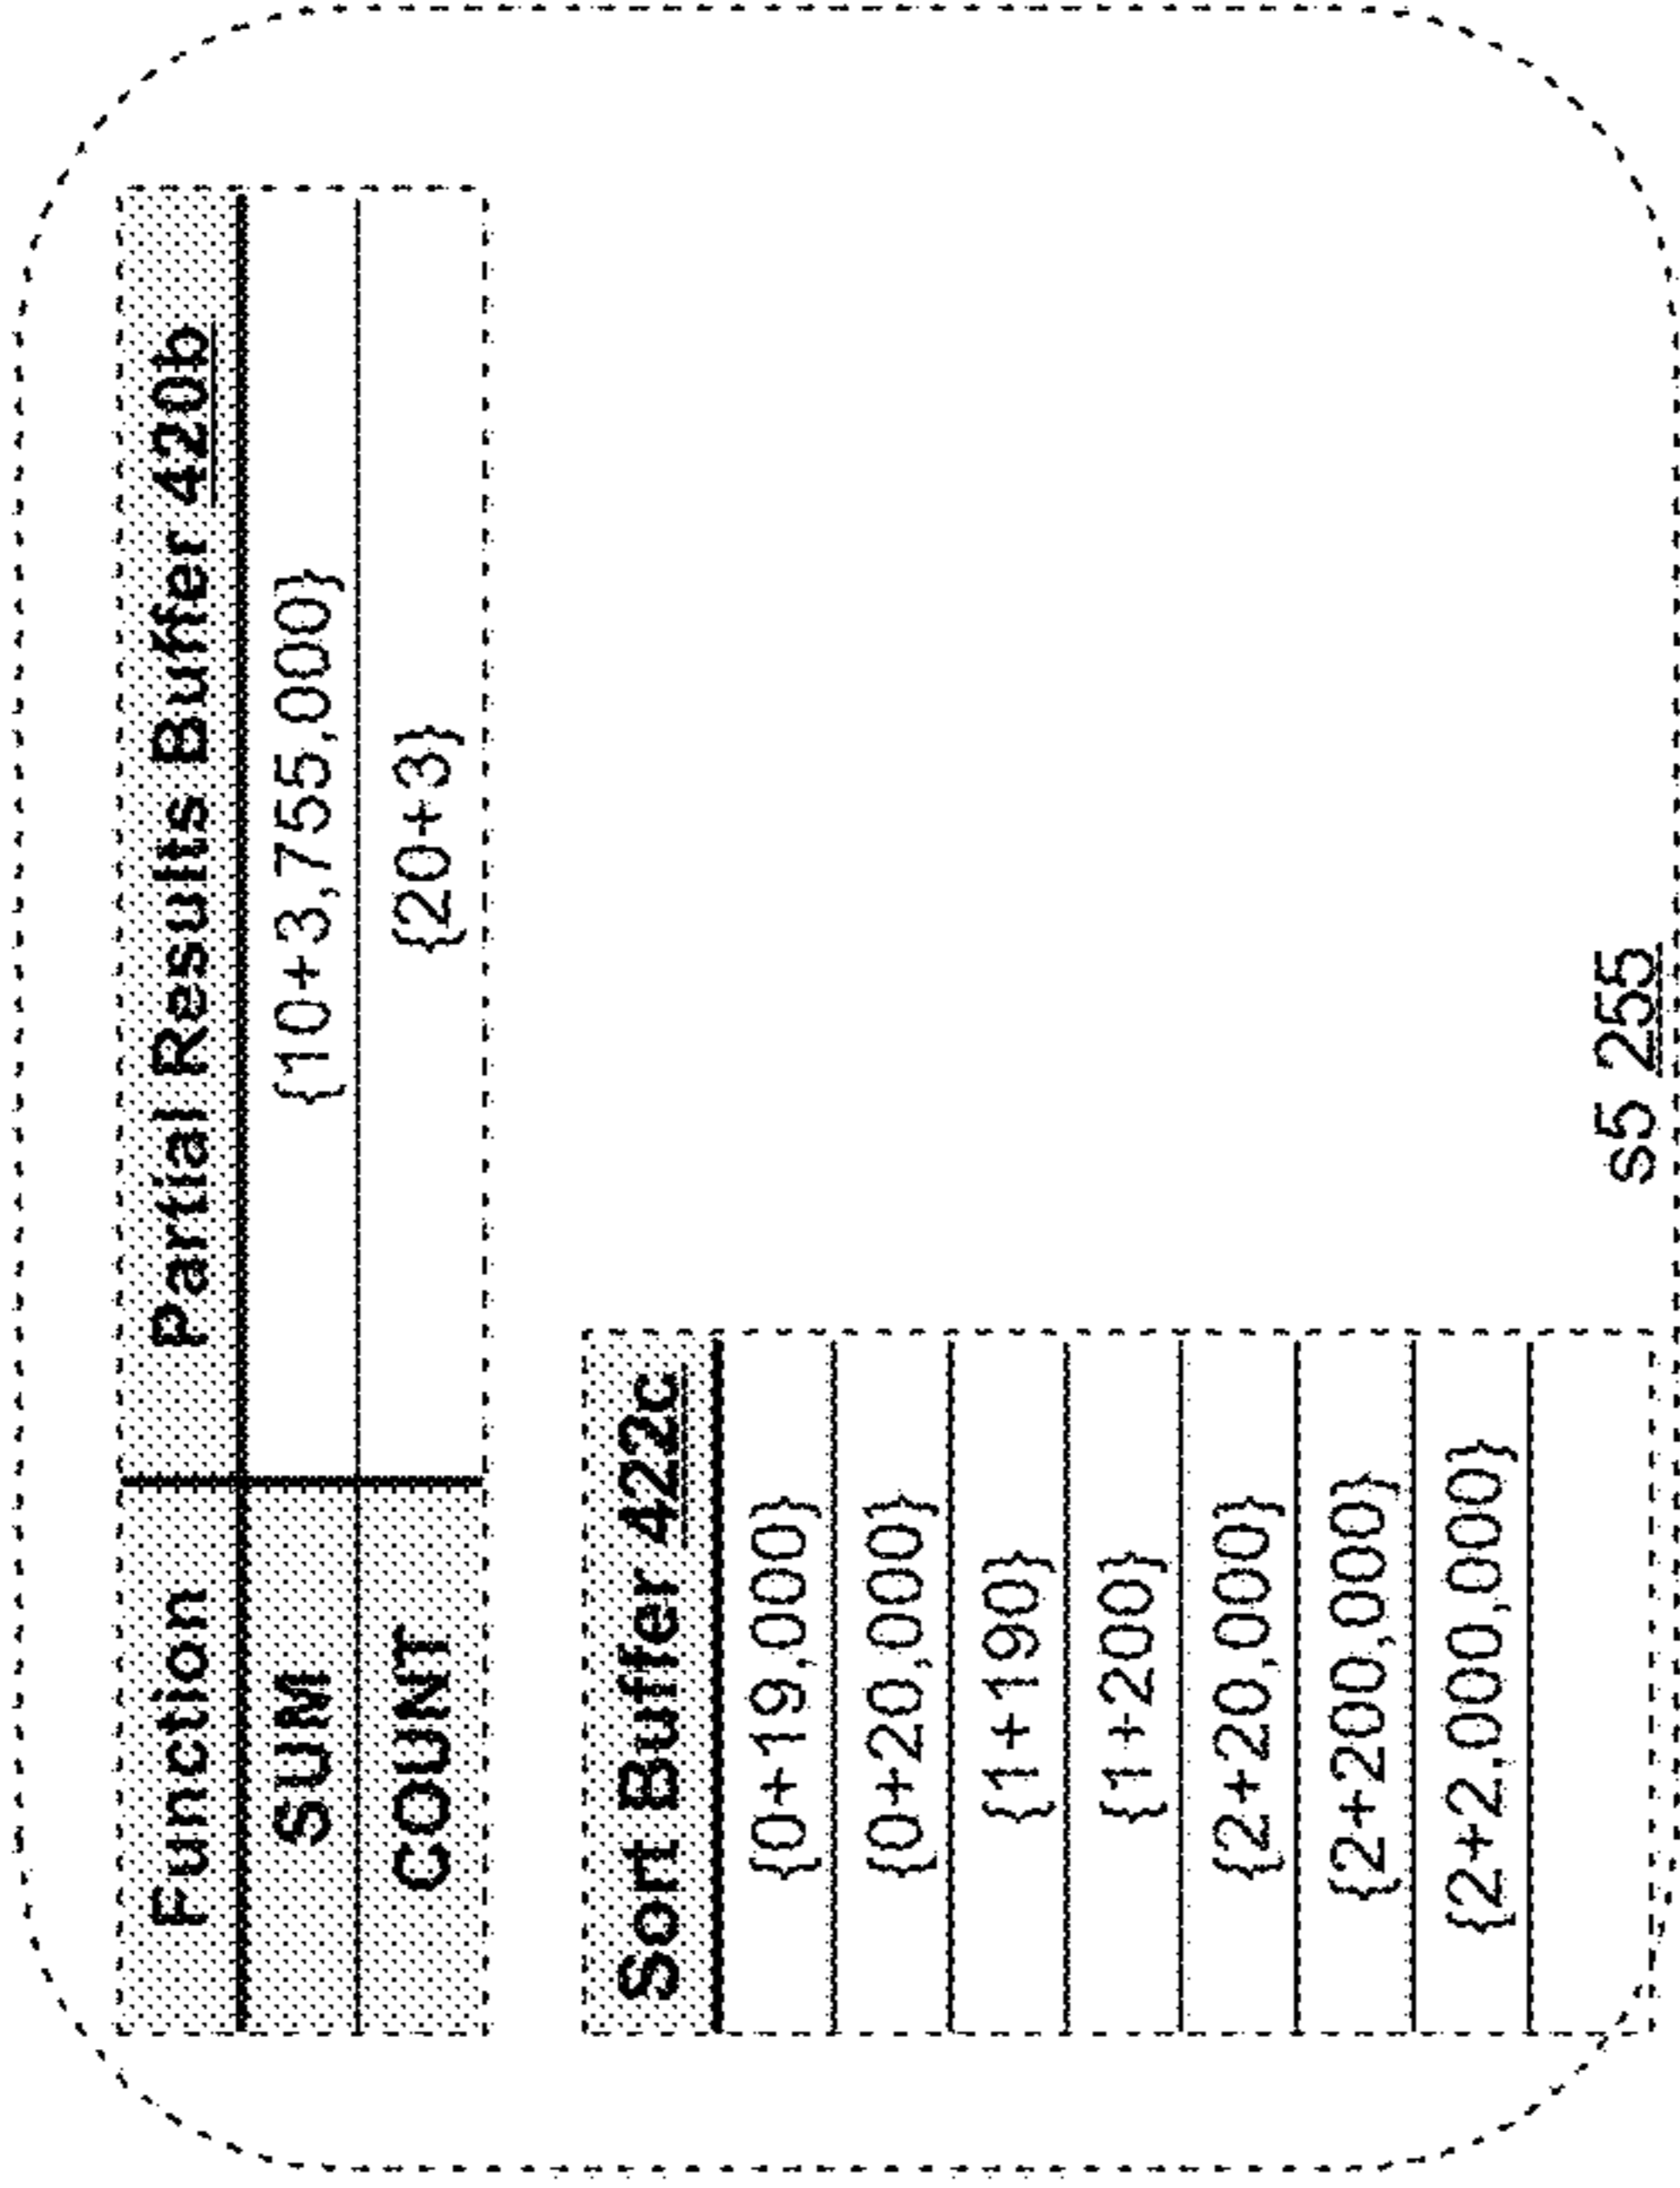 Function Partial Results Buffer 420b
SUM {10+3,755,000}
COUNT {20+3}
Sort Buffer 422c
{0+19,000}
{0+20,000}
{1+190}
{1+200}
{2+20,000}
{2+200,000}
{2+2,000,000}
s5 255